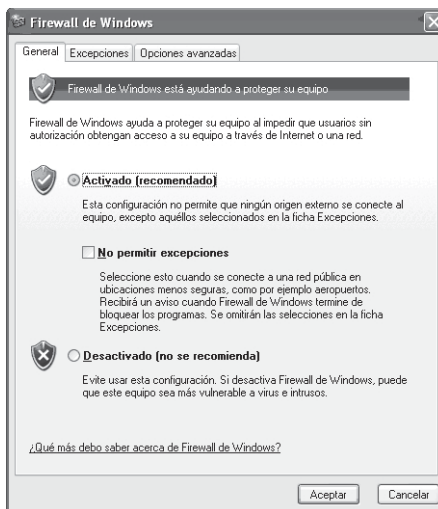 Firewall de Windows
General Excepciones Opciones avanzadas
Firewall de Windows está ayudando a proteger su equipo
Firewall de Windows ayuda a proteger su equipo al impedir que usuarios sin
autorización obtengan acceso a su equipo a través de Internet o una red.
Activado (recomendado)
Esta configuración no permite que ningún origen externo se conecte al
equipo, excepto aquéllos seleccionados en la ficha Excepciones.
No permitir excepciones
Seleccione esto cuando se conecte a una red pública en
ubicaciones menos seguras, como por ejemplo aeropuertos.
Recibirá un aviso cuando Firewall de Windows termine de
bloquear los programas. Se omitirán las selecciones en la ficha
Excepciones.
Desactivado (no se recomienda)
Evite usar esta configuración. Si desactiva Firewall de Windows, puede
que este equipo sea más vulnerable a virus e intrusos.
¿Qué más debo saber acerca de Firewall de Windows?
Aceptar Cancelar